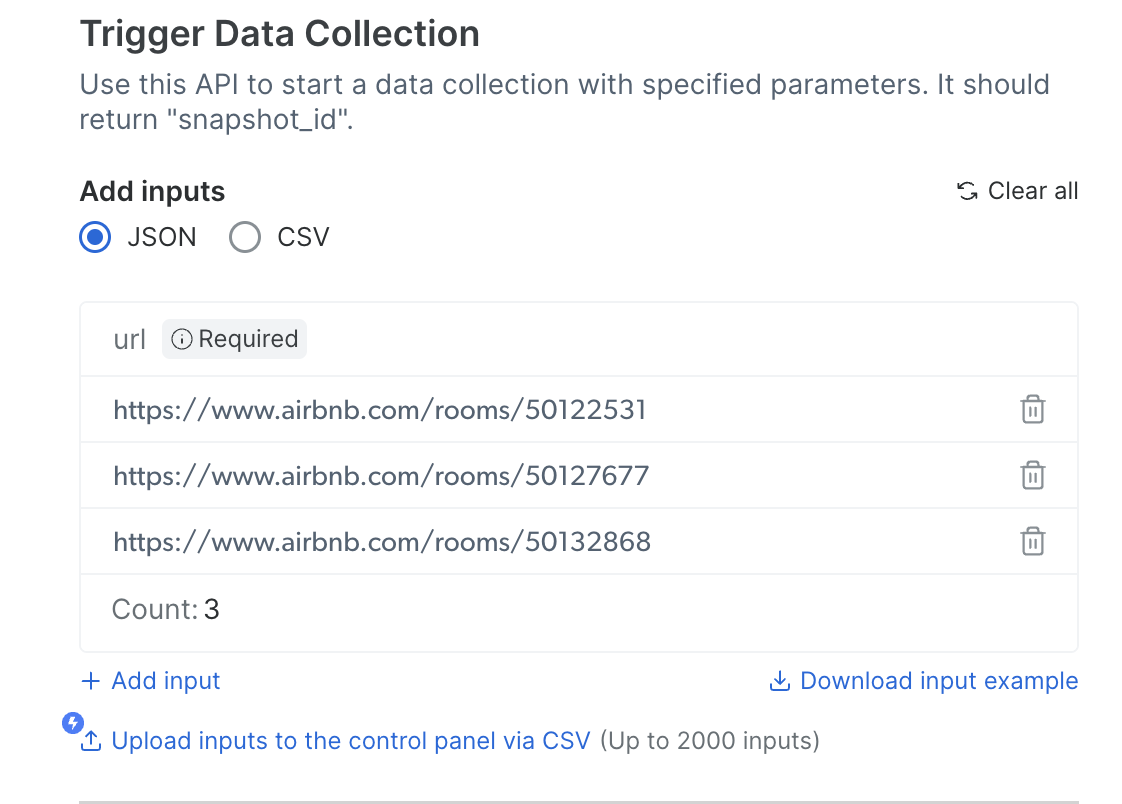 Trigger Data Collection
Use this API to start a data collection with specified parameters. It should
return "snapshot_id".
Add inputs
Clear all
JSON
CSV
url
Required
https://www.airbnb.com/rooms/50122531
https://www.airbnb.com/rooms/50127677
https://www.airbnb.com/rooms/50132868
Count: 3
+ Add input
Download input example
Upload inputs to the control panel via CSV (Up to 2000 inputs)